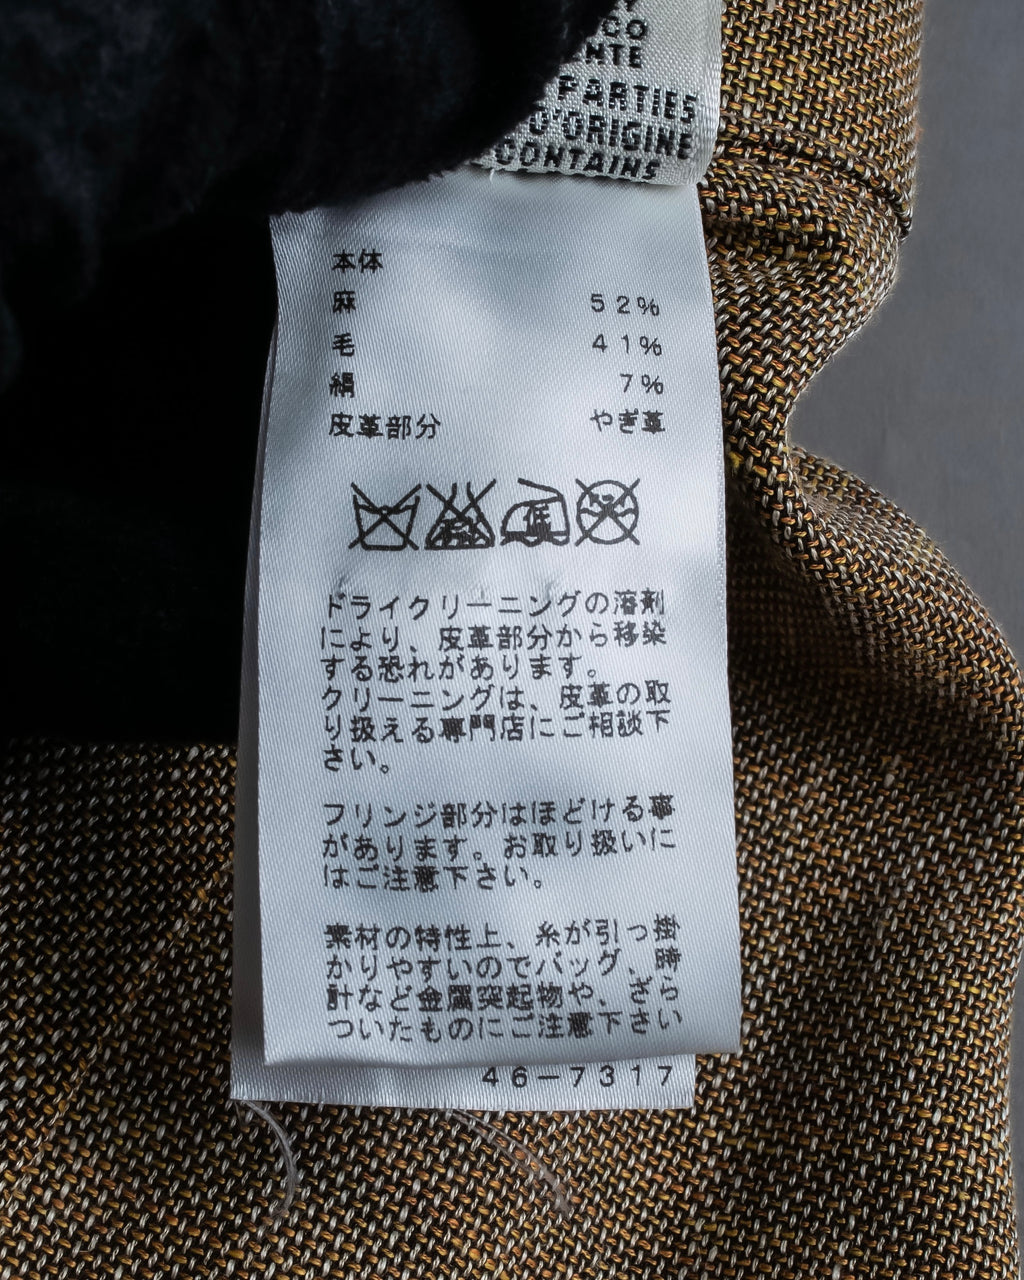 PARTIES
D'ORIGINE
CONTAINS
本体
麻 52%
毛 41%
絹 7%
皮革部分 やぎ革
低
ドライクリーニングの溶剤
により、皮革部分から移染
する恐れがあります。
クリーニングは、皮革の取
り扱える専門店にご相談下
さい。
フリンジ部分はほどける事
があります。お取り扱いに
はご注意下さい。
素材の特性上、糸が引っ掛
かりやすいのでバッグ、時
計など金属突起物や、ざら
ついたものにご注意下さい
46-7317